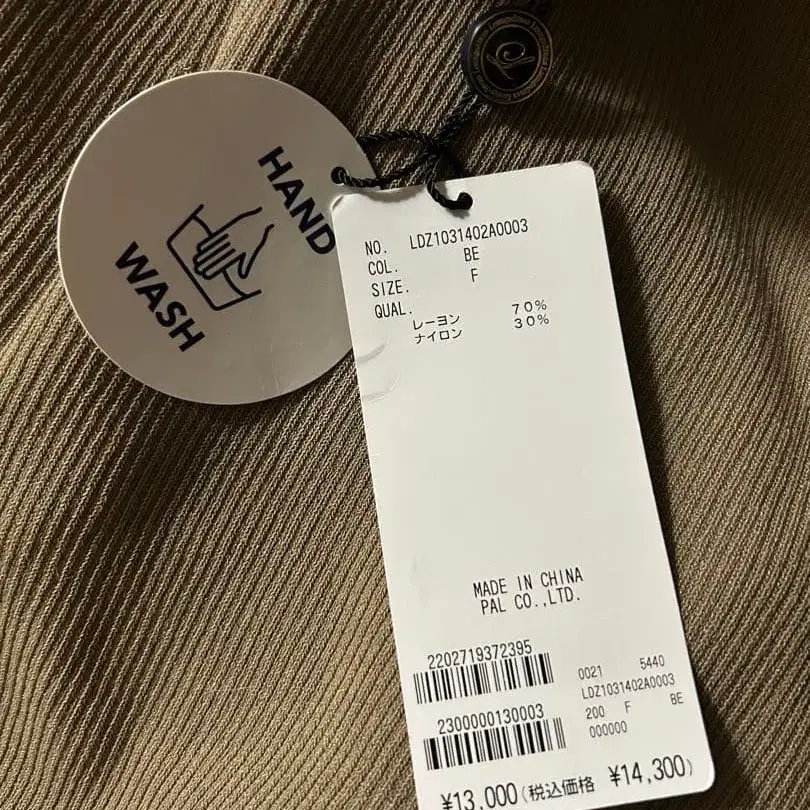 HAND
WASH
NO. LDZ1031402A0003
COL. BE
SIZE. F
QUAL.
レーヨン 70%
ナイロン 30%
MADE IN CHINA
PAL CO.,LTD.
2202719372395
0021 5440
LDZ1031402A0003
200 F BE
000000
2300000130003
¥13,000(税込価格 ¥14,300)